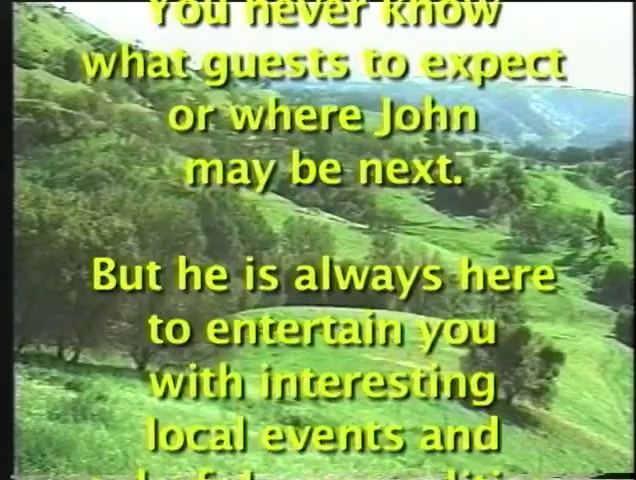 You never know
what guests to expect
or where John
may be next.
But he is always here
to entertain you
with interesting
local events and